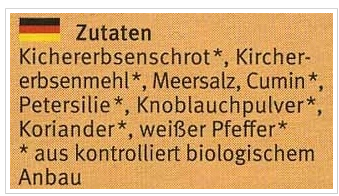 Zutaten
Kichererbsenschrot*, Kircher-
erbsenmehl*, Meersalz, Cumin*,
Petersilie*, Knoblauchpulver*,
Koriander*, weißer Pfeffer*
* aus kontrolliert biologischem
Anbau